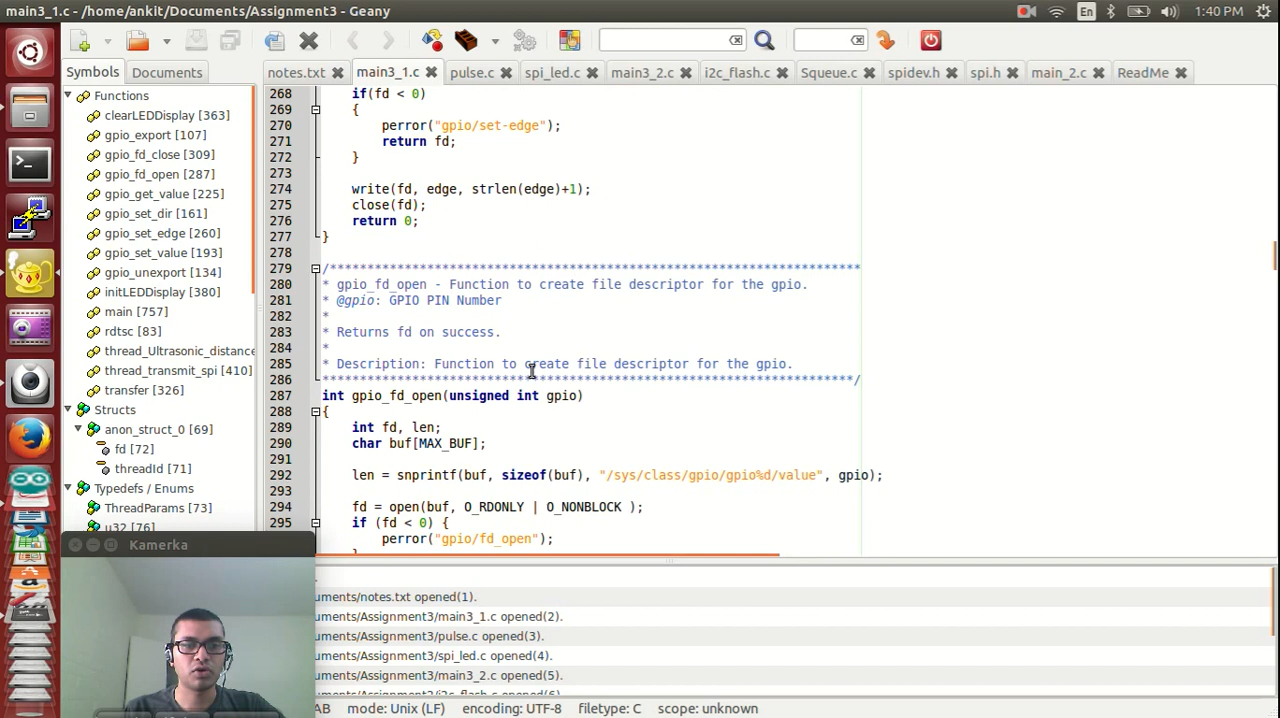 main3_1.c - /home/ankit/Documents/Assignment3 - Geany
En
1:40 PM
Symbols
Documents
notes.txt
main3_1.c
pulse.c
spi_led.c
main3_2.c
i2c_flash.c
Squeue.c
spidev.h
spi.h
main_2.c
ReadMe
Functions
clearLEDDisplay [363]
gpio_export [107]
gpio_fd_close [309]
gpio_fd_open [287]
gpio_get_value [225]
gpio_set_dir [161]
gpio_set_edge [260]
gpio_set_value [193]
gpio_unexport [134]
initLEDDisplay [380]
main [757]
rdtsc [83]
thread_Ultrasonic_distance
thread_transmit_spi [410]
transfer [326]
Structs
anon_struct_0 [69]
fd [72]
threadId [71]
Typedefs / Enums
ThreadParams [73]
u32 [76]
268 if(fd < 0)
269 {
270 perror("gpio/set-edge");
271 return fd;
272 }
273
274 write(fd, edge, strlen(edge)+1);
275 close(fd);
276 return 0;
277 }
278
279 /***********************************************************************
280 * gpio_fd_open - Function to create file descriptor for the gpio.
281 * @gpio: GPIO PIN Number
282 *
283 * Returns fd on success.
284 *
285 * Description: Function to create file descriptor for the gpio.
286 ***********************************************************************/
287 int gpio_fd_open(unsigned int gpio)
288 {
289 int fd, len;
290 char buf[MAX_BUF];
291
292 len = snprintf(buf, sizeof(buf), "/sys/class/gpio/gpio%d/value", gpio);
293
294 fd = open(buf, O_RDONLY | O_NONBLOCK );
295 if (fd < 0) {
perror("gpio/fd_open");
Kamerka
uments/notes.txt opened(1).
uments/Assignment3/main3_1.c opened(2).
uments/Assignment3/pulse.c opened(3).
uments/Assignment3/spi_led.c opened(4).
uments/Assignment3/main3_2.c opened(5).
uments/Assignment3/i2c_flash.c opened(6).
AB mode: Unix (LF) encoding: UTF-8 filetype: C scope: unknown